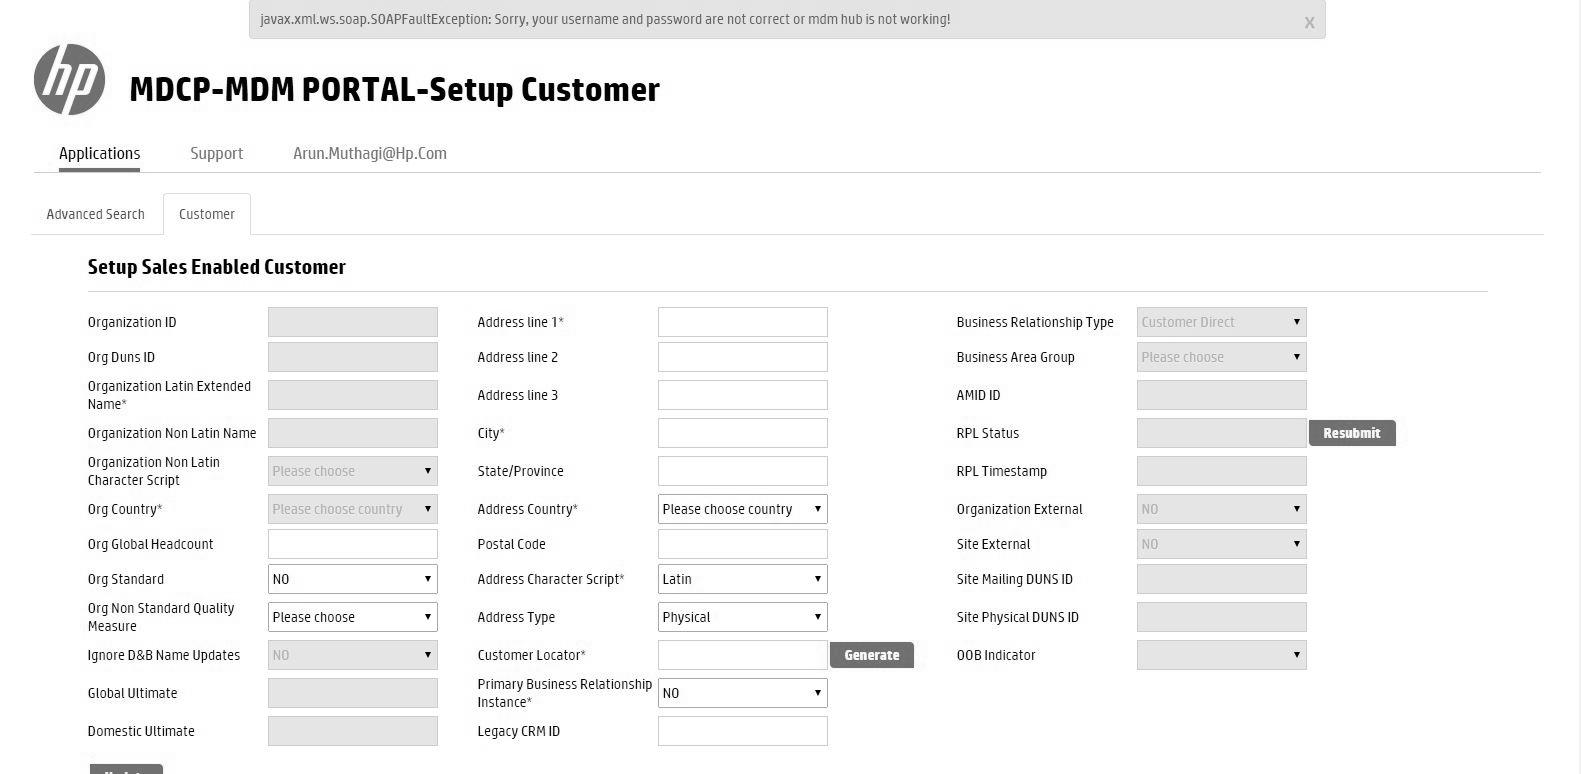 javax.xml.ws.soap.SOAPFaultException: Sorry, your username and password are not correct or mdm hub is not working!
X
hp
MDCP-MDM PORTAL-Setup Customer
Applications Support Arun.Muthagi@Hp.Com
Advanced Search Customer
Setup Sales Enabled Customer
Organization ID Address line 1* Business Relationship Type Customer Direct
Org Duns ID Address line 2 Business Area Group Please choose
Organization Latin Extended
Name* Address line 3 AMID ID
Organization Non Latin Name City* RPL Status Resubmit
Organization Non Latin
Character Script Please choose State/Province RPL Timestamp
Org Country* Please choose country Address Country* Please choose country Organization External NO
Org Global Headcount Postal Code Site External NO
Org Standard NO Address Character Script* Latin Site Mailing DUNS ID
Org Non Standard Quality
Measure Please choose Address Type Physical Site Physical DUNS ID
Ignore D&B Name Updates NO Customer Locator* Generate OOB Indicator
Global Ultimate Primary Business Relationship
Instance* NO
Domestic Ultimate Legacy CRM ID